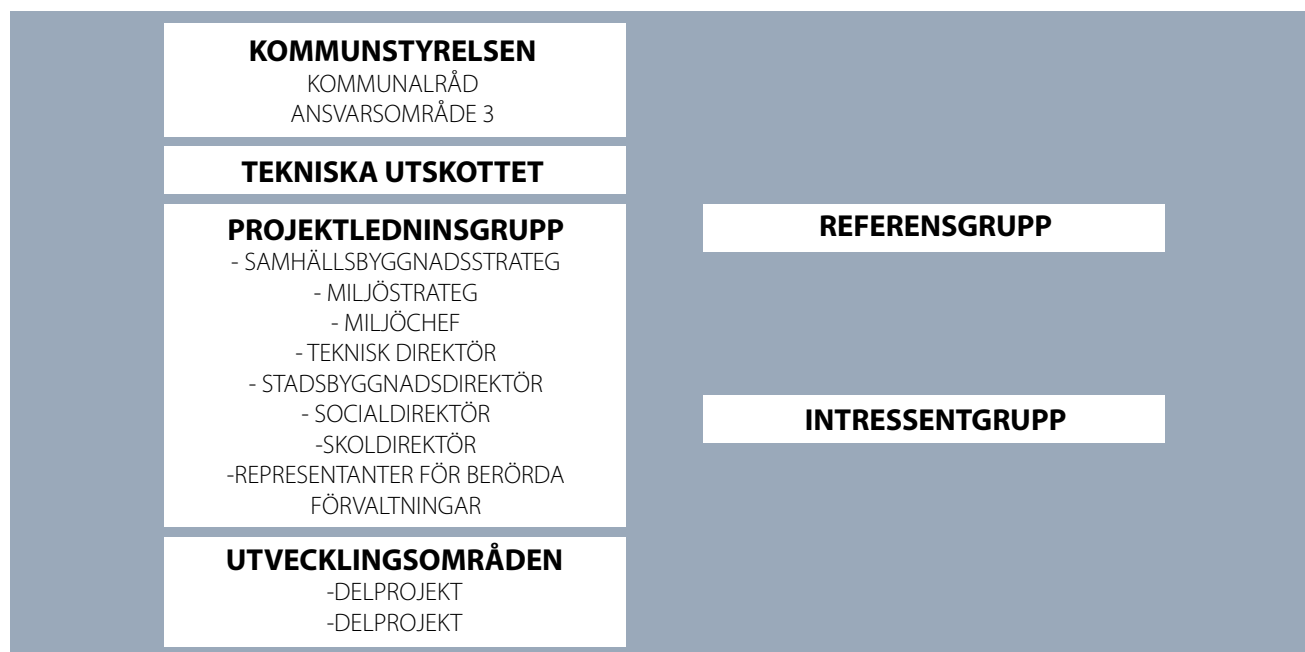 KOMMUNSTYRELSEN
KOMMUNALRÅD
ANSVARSOMRÅDE 3
TEKNISKA UTSKOTTET
PROJEKTLEDNINSGRUPP
- SAMHÄLLSBYGGNADSSTRATEG
- MILJÖSTRATEG
- MILJÖCHEF
- TEKNISK DIREKTÖR
- STADSBYGGNADSDIREKTÖR
- SOCIALDIREKTÖR
-SKOLDIREKTÖR
-REPRESENTANTER FÖR BERÖRDA
FÖRVALTNINGAR
UTVECKLINGSOMRÅDEN
-DELPROJEKT
-DELPROJEKT
REFERENSGRUPP
INTRESSENTGRUPP